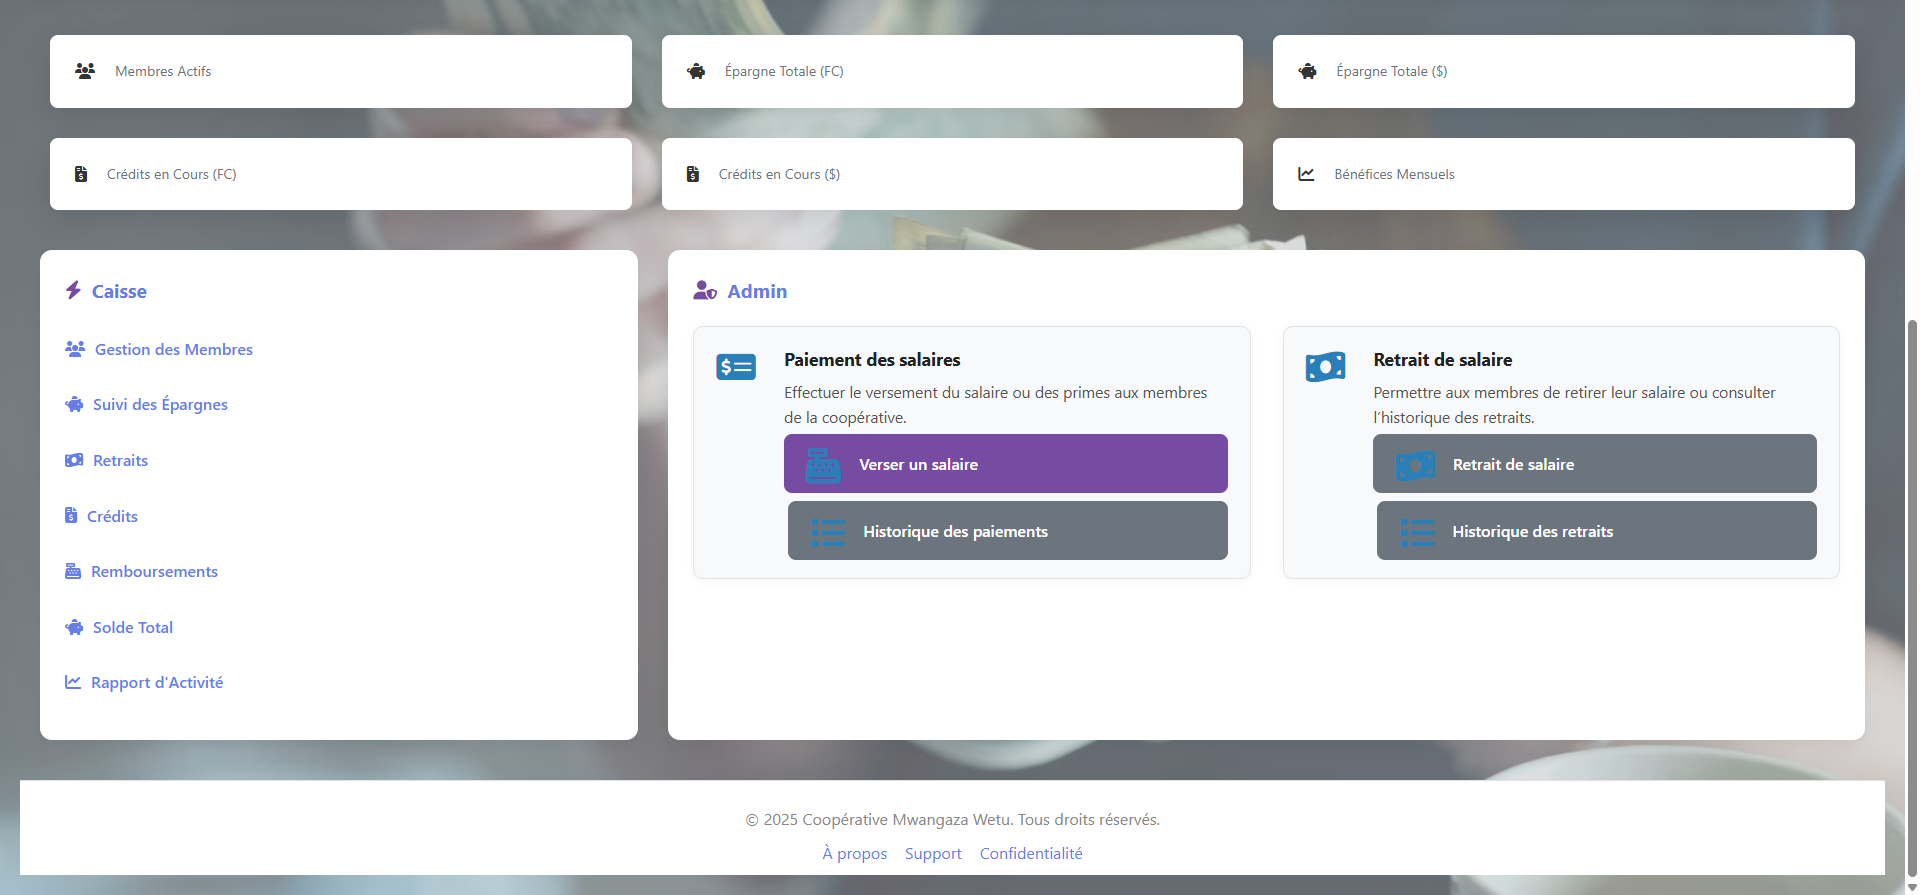 Membres Actifs
Épargne Totale (FC)
Épargne Totale ($)
Crédits en Cours (FC)
Crédits en Cours ($)
Bénéfices Mensuels
Caisse
Gestion des Membres
Suivi des Épargnes
Retraits
Crédits
Remboursements
Solde Total
Rapport d'Activité
Admin
Paiement des salaires
Effectuer le versement du salaire ou des primes aux membres
de la coopérative.
Verser un salaire
Historique des paiements
Retrait de salaire
Permettre aux membres de retirer leur salaire ou consulter
l’historique des retraits.
Retrait de salaire
Historique des retraits
© 2025 Coopérative Mwangaza Wetu. Tous droits réservés.
À propos Support Confidentialité